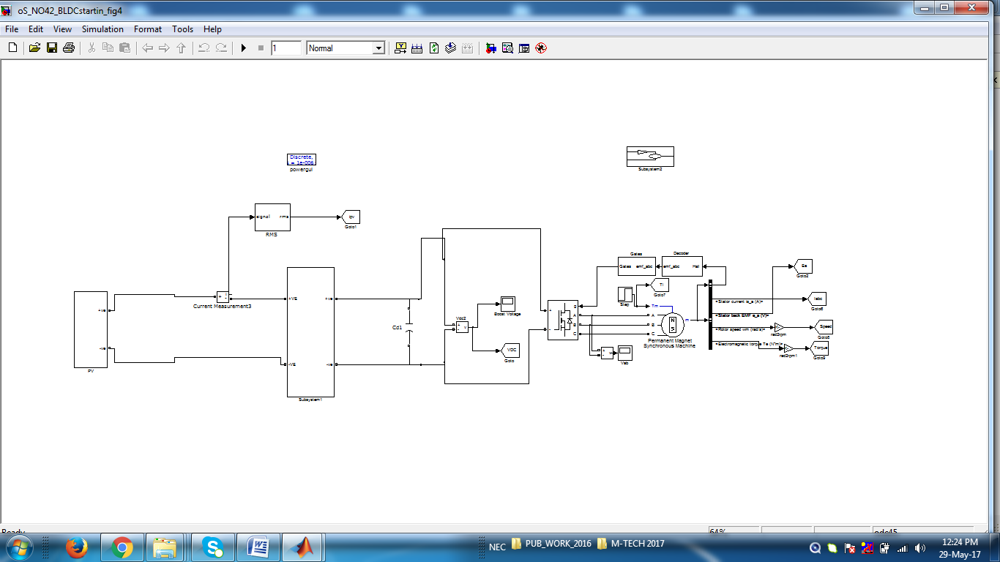 oS_NO42_BLDCstartin_fig4
File Edit View Simulation Format Tools Help
1 Normal
Discrete,
s = 1e-006
powergui
Subsystem2
signal rms
RMS
Ipv
Goto1
Current Measurement3
+ve
-ve
PV
+VE
-VE
+ve
-ve
Subsystem1
Cd1
Vdc2
Boost Voltage
VDC
Goto
g
A
B
C
Gates
Gates emf_abc
Decoder
emf_abc Hall
Step
Tl
Goto7
Tm
A
B
C
m
N
S
Permanent Magnet
Synchronous Machine
Vab
<Stator current is_a (A)>
<Stator back EMF e_a (V)>
<Rotor speed wm (rad/s)>
<Electromagnetic torque Te (N*m)>
Ea
Goto2
Iabc
Goto6
rad2rpm
Speed
Goto8
rad2rpm1
Torque
Goto9
Ready 64% ode45
NEC PUB_WORK_2016 M-TECH 2017
12:24 PM
29-May-17